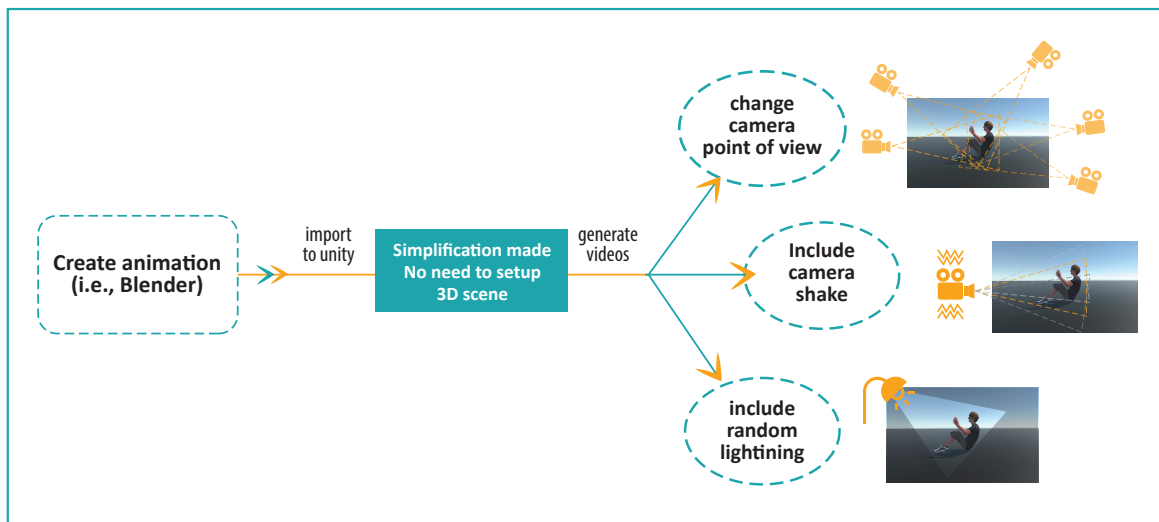 Create animation
(i.e., Blender)
import
to unity
Simplification made
No need to setup
3D scene
generate
videos
change
camera
point of view
Include
camera
shake
include
random
lightining